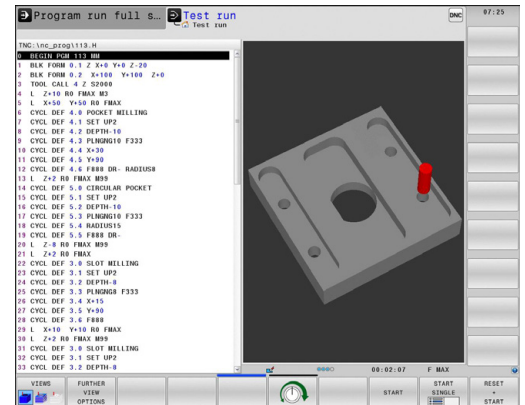 Program run full s...
Test run
Test run
DNC
07:25
TNC:\nc_prog\113.H
0 BEGIN PGM 113 MM
1 BLK FORM 0.1 Z X+0 Y+0 Z-20
2 BLK FORM 0.2 X+100 Y+100 Z+0
3 TOOL CALL 4 Z S2000
4 L Z+10 R0 FMAX M3
5 L X+50 Y+50 R0 FMAX
6 CYCL DEF 4.0 POCKET MILLING
7 CYCL DEF 4.1 SET UP2
8 CYCL DEF 4.2 DEPTH-10
9 CYCL DEF 4.3 PLNGNG10 F333
10 CYCL DEF 4.4 X+30
11 CYCL DEF 4.5 Y+90
12 CYCL DEF 4.6 F888 DR- RADIUS8
13 L Z+2 R0 FMAX M99
14 CYCL DEF 5.0 CIRCULAR POCKET
15 CYCL DEF 5.1 SET UP2
16 CYCL DEF 5.2 DEPTH-10
17 CYCL DEF 5.3 PLNGNG10 F333
18 CYCL DEF 5.4 RADIUS15
19 CYCL DEF 5.5 F888 DR-
20 L Z-8 R0 FMAX M99
21 L Z+2 R0 FMAX
22 CYCL DEF 3.0 SLOT MILLING
23 CYCL DEF 3.1 SET UP2
24 CYCL DEF 3.2 DEPTH-8
25 CYCL DEF 3.3 PLNGNG8 F333
26 CYCL DEF 3.4 X+15
27 CYCL DEF 3.5 Y+90
28 CYCL DEF 3.6 F888
29 L X+10 Y+10 R0 FMAX
30 L Z+2 R0 FMAX M99
31 CYCL DEF 3.0 SLOT MILLING
32 CYCL DEF 3.1 SET UP2
33 CYCL DEF 3.2 DEPTH-8
00:02:07 F MAX
VIEWS
FURTHER
VIEW
OPTIONS
START
START
SINGLE
RESET
+
START